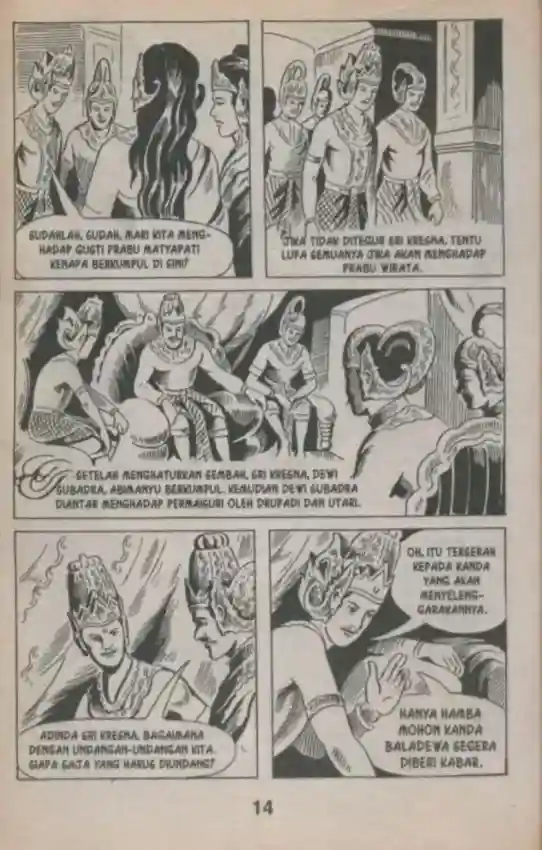 SUDAHLAH, SUDAH, MARI KITA MENG-
HADAP GUSTI PRABU MATYAPATI
KENAPA BERKUMPUL DI SINI?
JIKA TIDAK DITEGUR SRI KRESNA, TENTU
LUPA SEMUANYA JIKA AKAN MENGHADAP
PRABU WIRATA.
SETELAH MENGHATURKAN SEMBAH, SRI KRESNA, DEWI
SUBADRA, ABIMANYU BERKUMPUL. KEMUDIAN DEWI SUBADRA
DIANTAR MENGHADAP PERMAISURI OLEH DRUPADI DAN UTARI.
ADINDA SRI KRESNA, BAGAIMANA
DENGAN UNDANGAN-UNDANGAN KITA.
SIAPA SAJA YANG HARUS DIUNDANG?
OH, ITU TERSERAH
KEPADA KANDA
YANG AKAN
MENYELENG-
GARAKANNYA.
HANYA HAMBA
MOHON KANDA
BALADEWA SEGERA
DIBERI KABAR.
14